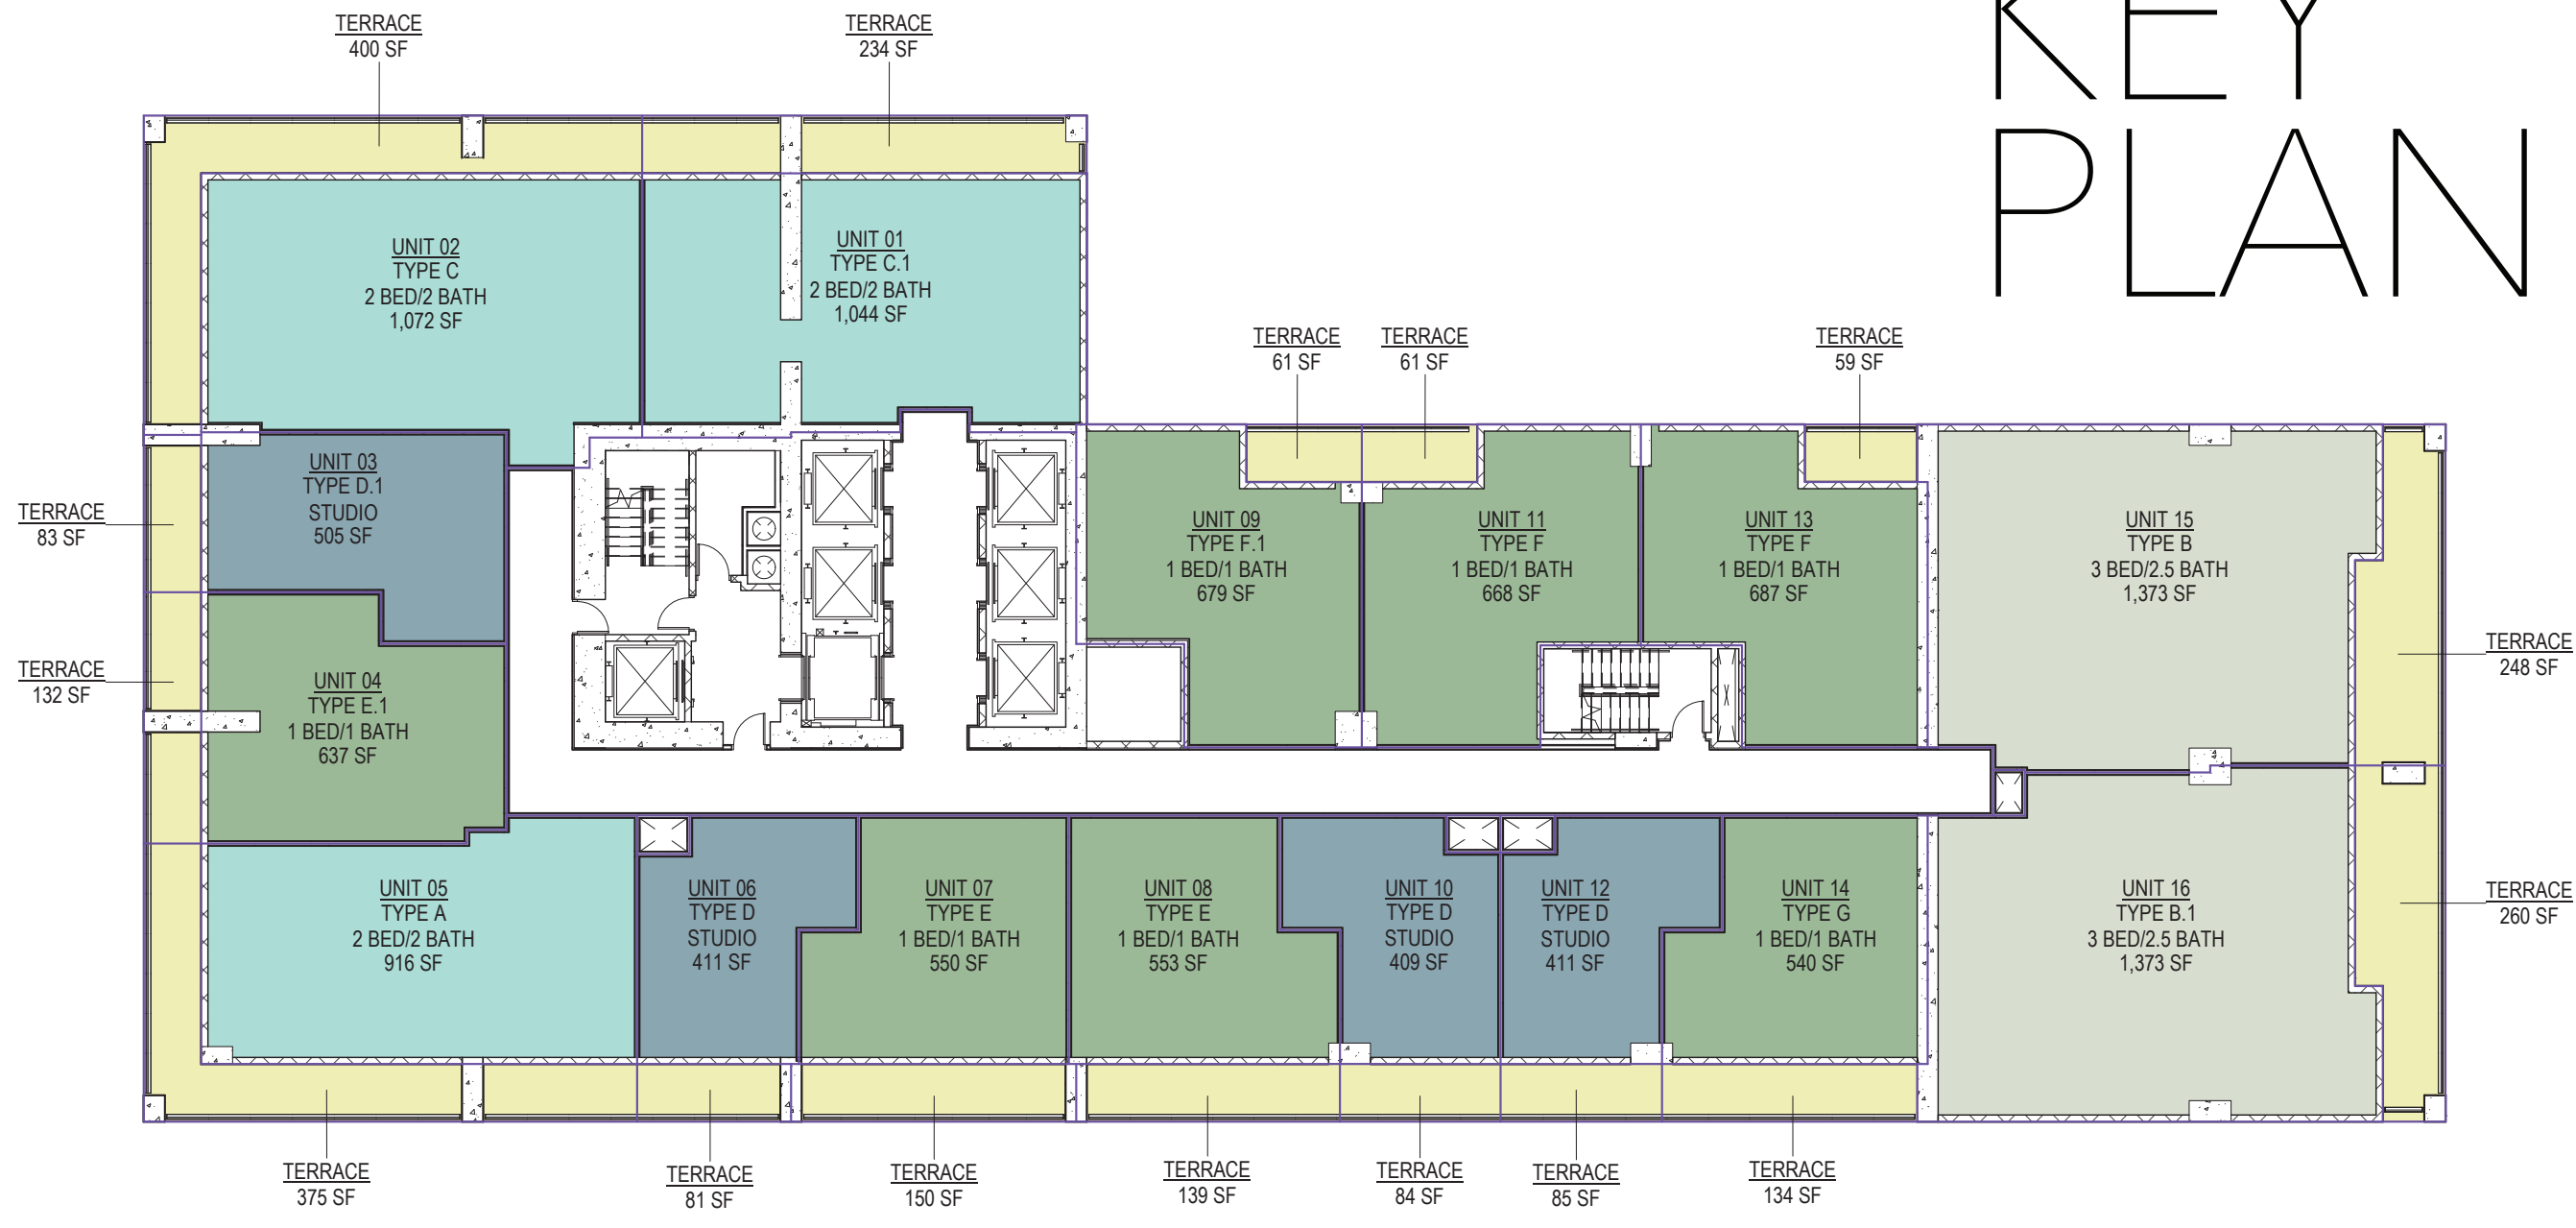 KEY
PLAN
TERRACE
400 SF
TERRACE
234 SF
UNIT 02
TYPE C
2 BED/2 BATH
1,072 SF
UNIT 01
TYPE C.1
2 BED/2 BATH
1,044 SF
TERRACE
61 SF
TERRACE
61 SF
TERRACE
59 SF
UNIT 03
TYPE D.1
STUDIO
505 SF
TERRACE
83 SF
UNIT 09
TYPE F.1
1 BED/1 BATH
679 SF
UNIT 11
TYPE F
1 BED/1 BATH
668 SF
UNIT 13
TYPE F
1 BED/1 BATH
687 SF
UNIT 15
TYPE B
3 BED/2.5 BATH
1,373 SF
TERRACE
248 SF
TERRACE
132 SF
UNIT 04
TYPE E.1
1 BED/1 BATH
637 SF
UNIT 05
TYPE A
2 BED/2 BATH
916 SF
UNIT 06
TYPE D
STUDIO
411 SF
UNIT 07
TYPE E
1 BED/1 BATH
550 SF
UNIT 08
TYPE E
1 BED/1 BATH
553 SF
UNIT 10
TYPE D
STUDIO
409 SF
UNIT 12
TYPE D
STUDIO
411 SF
UNIT 14
TYPE G
1 BED/1 BATH
540 SF
UNIT 16
TYPE B.1
3 BED/2.5 BATH
1,373 SF
TERRACE
260 SF
TERRACE
375 SF
TERRACE
81 SF
TERRACE
150 SF
TERRACE
139 SF
TERRACE
84 SF
TERRACE
85 SF
TERRACE
134 SF